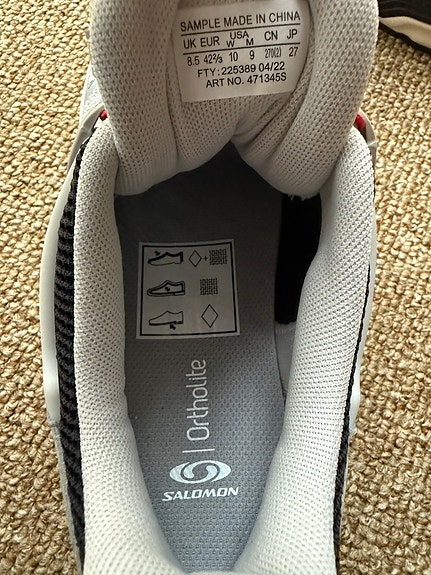 SAMPLE MADE IN CHINA
UK EUR USA CN JP
W M
8.5 42⅔ 10 9 270(2) 27
FTY: 225389 04/22
ART NO. 471345S
Ortholite
SALOMON